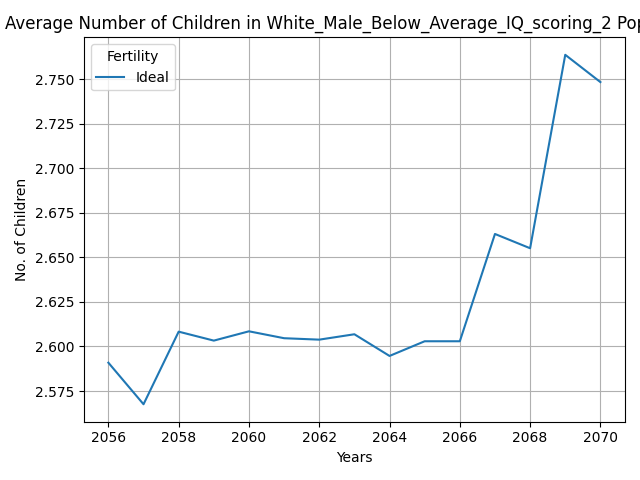 Average Number of Children in White_Male_Below_Average_IQ_scoring_2 Pop
Fertility
Ideal
2.750
2.725
2.700
2.675
2.650
2.625
2.600
2.575
No. of Children
2056 2058 2060 2062 2064 2066 2068 2070
Years